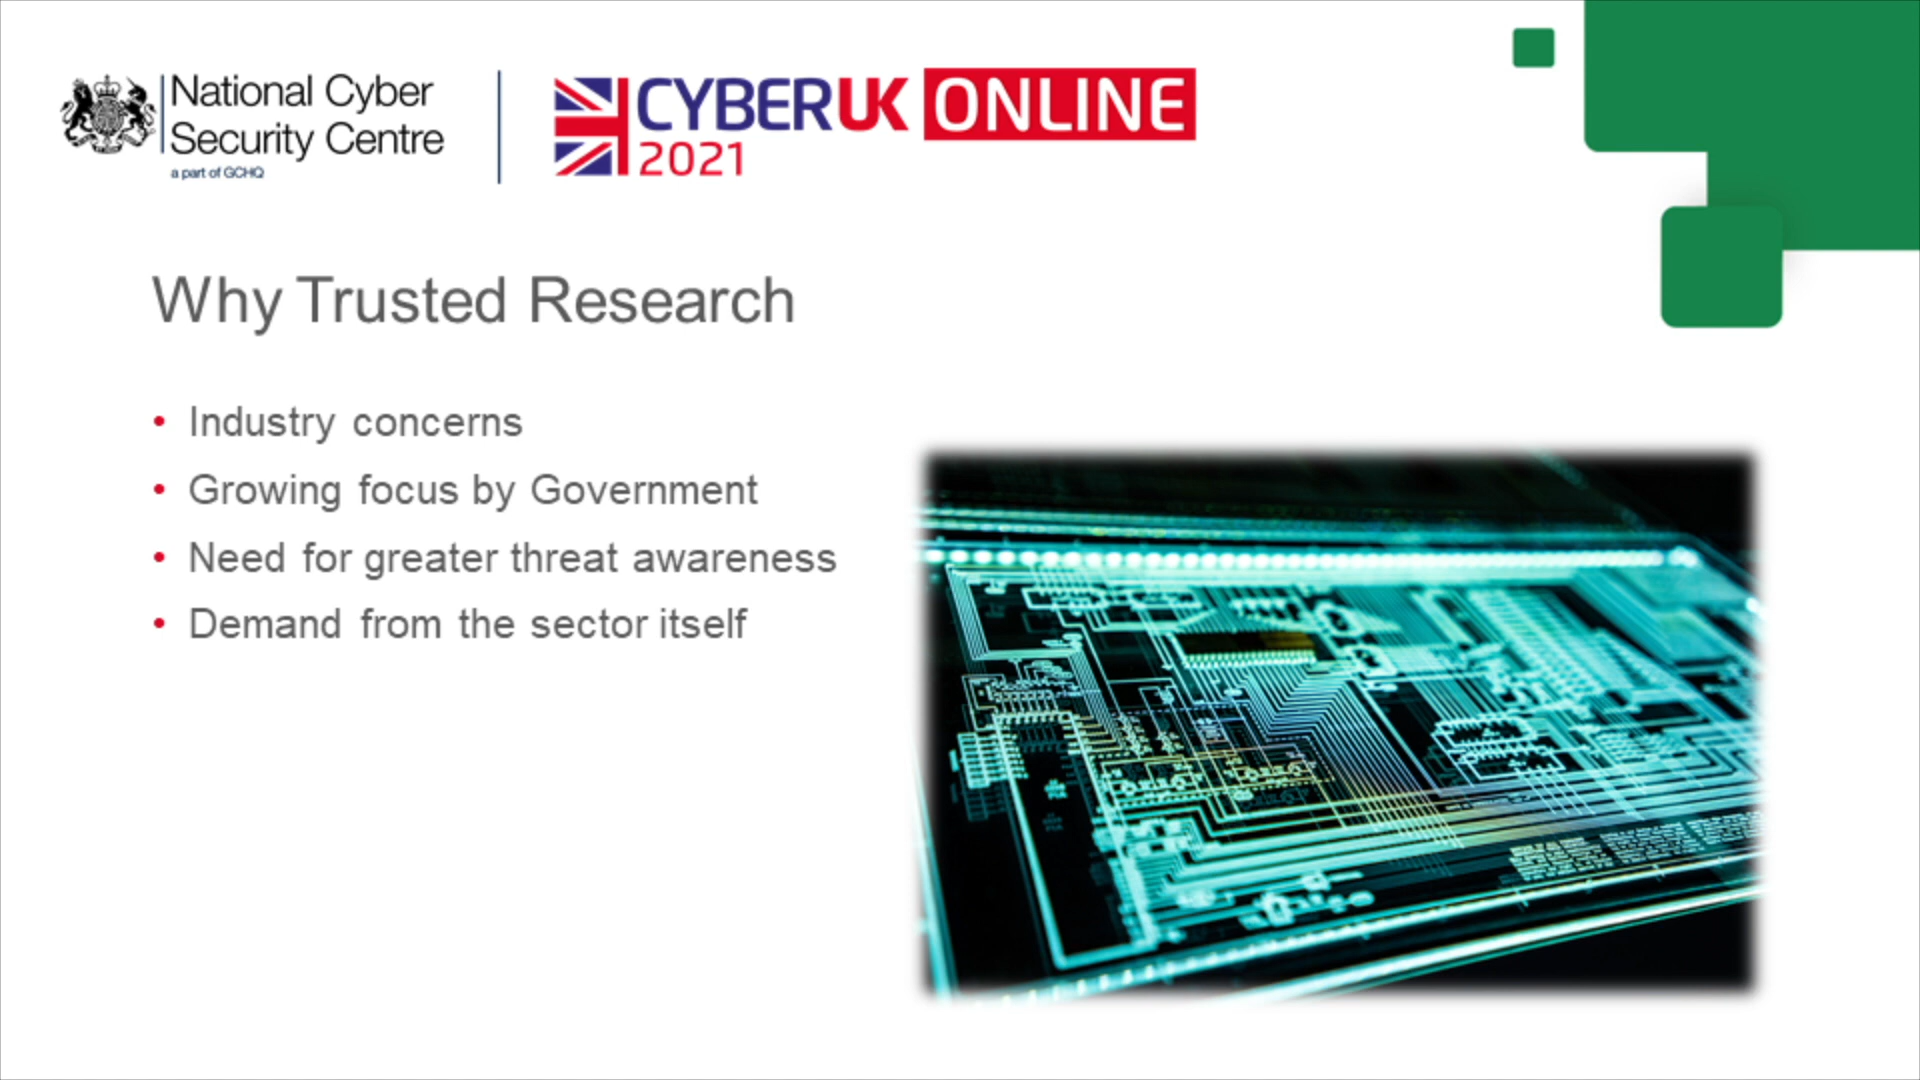 National Cyber
Security Centre
a part of GCHQ
CYBERUK ONLINE
2021
Why Trusted Research
• Industry concerns
• Growing focus by Government
• Need for greater threat awareness
• Demand from the sector itself